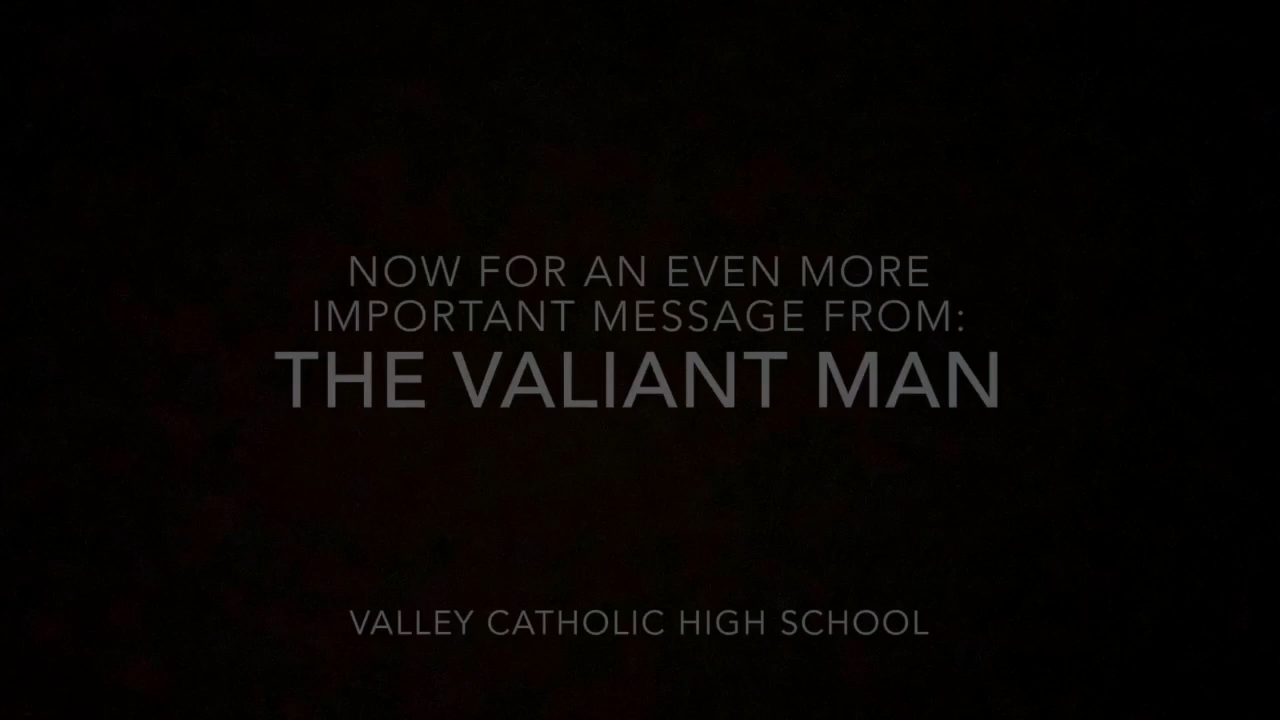 NOW FOR AN EVEN MORE
IMPORTANT MESSAGE FROM:
THE VALIANT MAN
VALLEY CATHOLIC HIGH SCHOOL